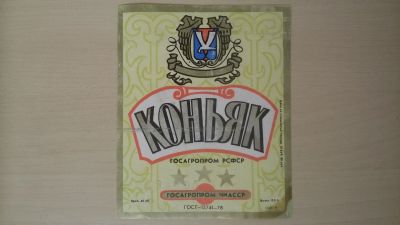 КОНЬЯК
ГОСАГРОПРОМ РСФСР
ГОСАГРОПРОМ ЧИАССР
ГОСТ—13741—78